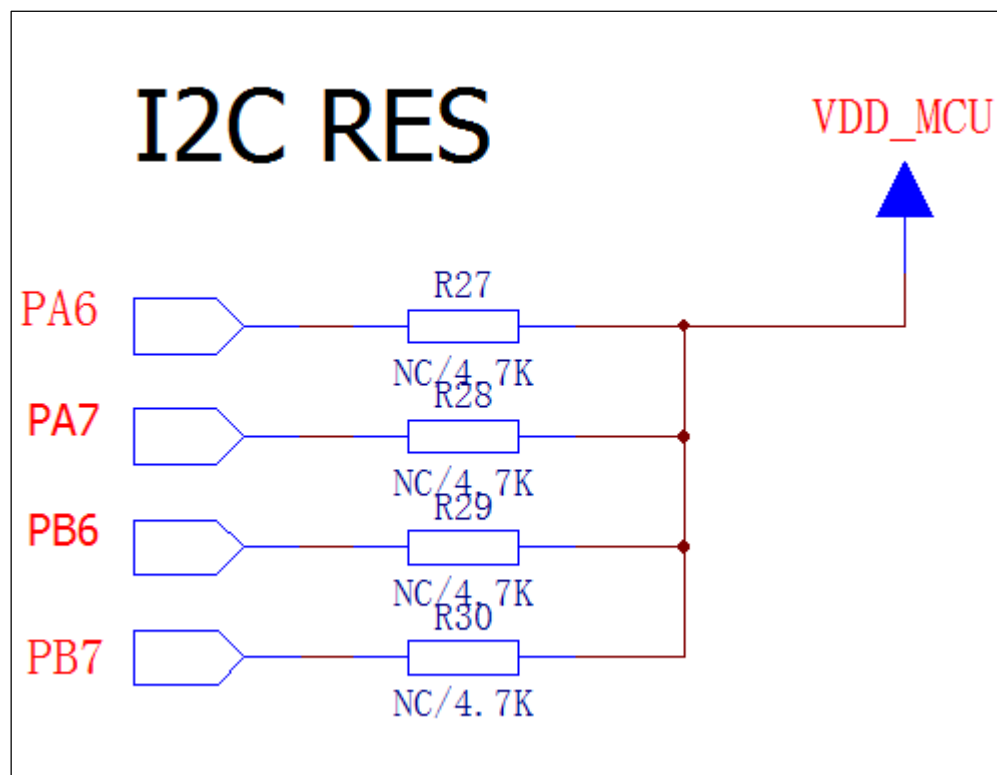 I2C RES
VDD_MCU
PA6
R27
NC/4.7K
PA7
R28
NC/4.7K
PB6
R29
NC/4.7K
PB7
R30
NC/4.7K